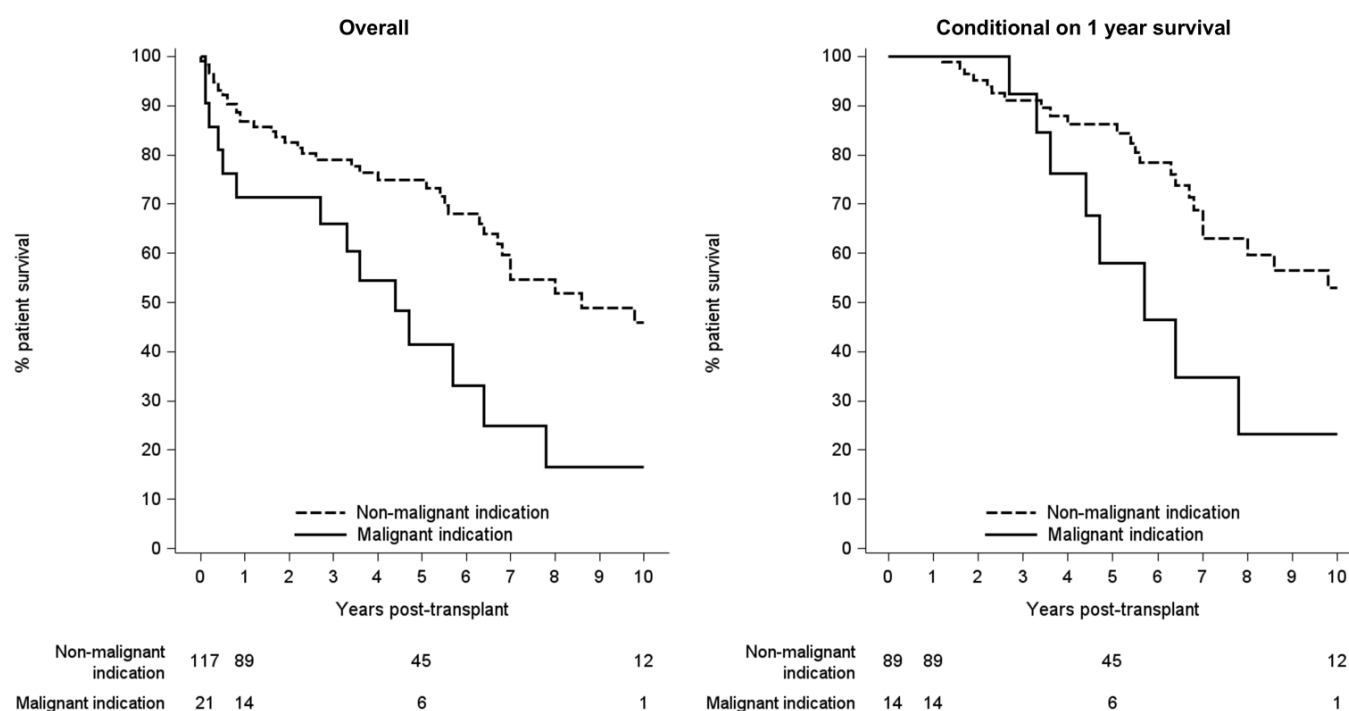 Overall
100
90
80
70
60
50
40
30
20
10
0
% patient survival
Non-malignant indication
Malignant indication
0 1 2 3 4 5 6 7 8 9 10
Years post-transplant
Non-malignant
indication 117 89 45 12
Malignant indication 21 14 6 1
Conditional on 1 year survival
100
90
80
70
60
50
40
30
20
10
0
% patient survival
Non-malignant indication
Malignant indication
0 1 2 3 4 5 6 7 8 9 10
Years post-transplant
Non-malignant
indication 89 89 45 12
Malignant indication 14 14 6 1